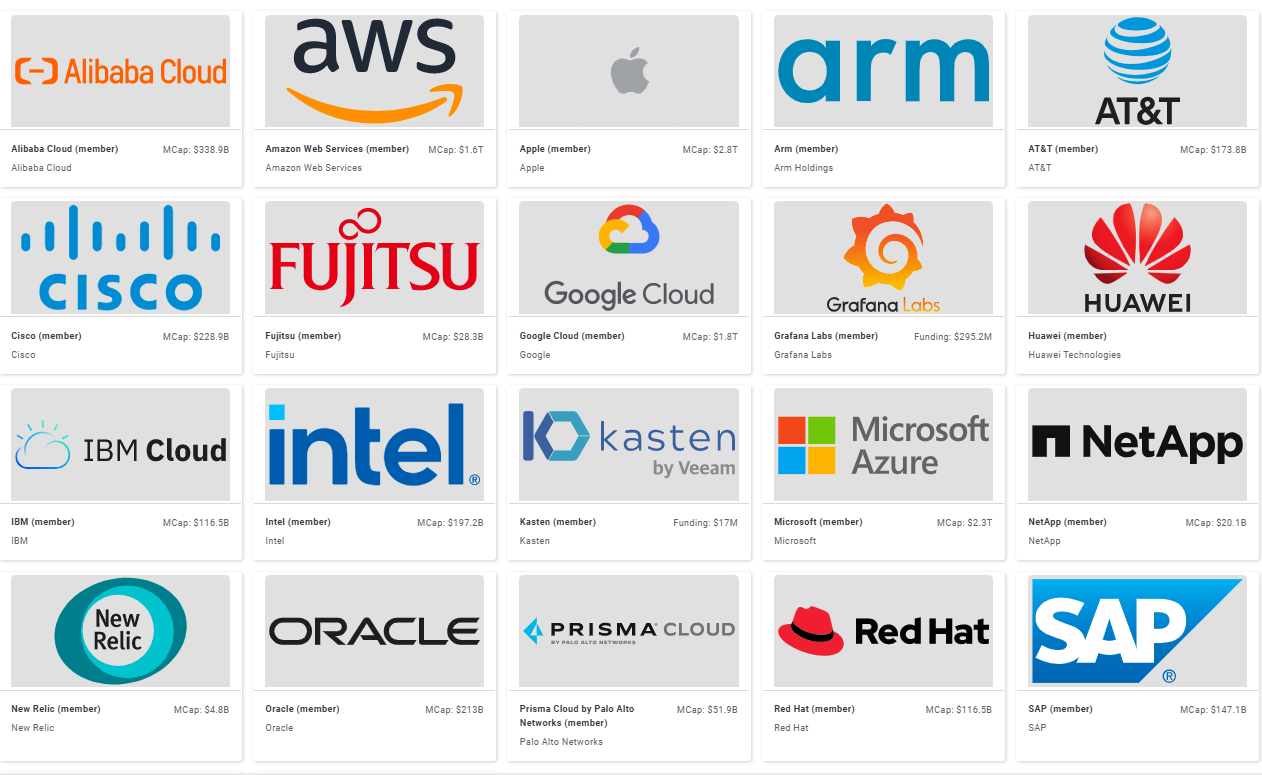 Alibaba Cloud
aws
arm
AT&T
Alibaba Cloud (member) MCap: $338.9B
Alibaba Cloud
Amazon Web Services (member) MCap: $1.6T
Amazon Web Services
Apple (member) MCap: $2.8T
Apple
Arm (member)
Arm Holdings
AT&T (member) MCap: $173.8B
AT&T
CISCO
FUJITSU
Google Cloud
Grafana Labs
HUAWEI
Cisco (member) MCap: $228.9B
Cisco
Fujitsu (member) MCap: $28.3B
Fujitsu
Google Cloud (member) MCap: $1.8T
Google
Grafana Labs (member) Funding: $295.2M
Grafana Labs
Huawei (member)
Huawei Technologies
IBM Cloud
intel®
kasten
by Veeam
Microsoft
Azure
NetApp
IBM (member) MCap: $116.5B
IBM
Intel (member) MCap: $197.2B
Intel
Kasten (member) Funding: $17M
Kasten
Microsoft (member) MCap: $2.3T
Microsoft
NetApp (member) MCap: $20.1B
NetApp
New
Relic
ORACLE
PRISMA® CLOUD
BY PALO ALTO NETWORKS
Red Hat
SAP®
New Relic (member) MCap: $4.8B
New Relic
Oracle (member) MCap: $213B
Oracle
Prisma Cloud by Palo Alto MCap: $51.9B
Networks (member)
Palo Alto Networks
Red Hat (member) MCap: $116.5B
Red Hat
SAP (member) MCap: $147.1B
SAP